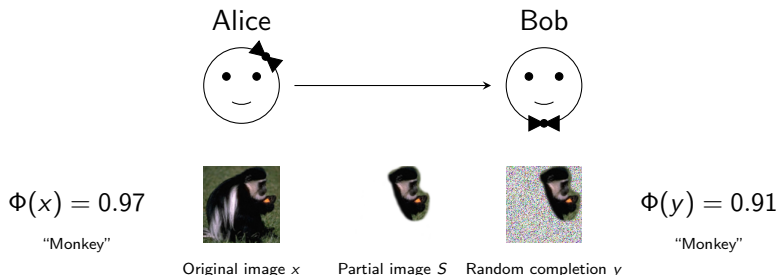 Alice
Bob
Φ(x) = 0.97
Φ(y) = 0.91
“Monkey”
“Monkey”
Original image x
Partial image S
Random completion y